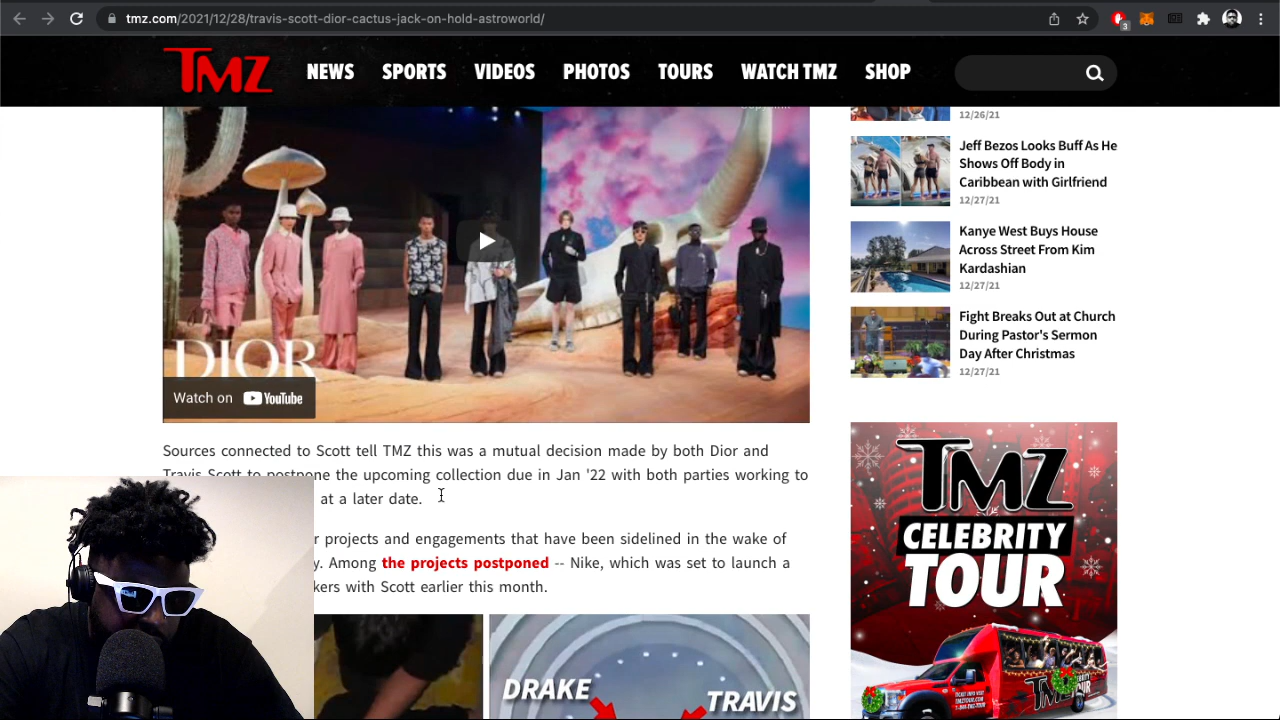 tmz.com/2021/12/28/travis-scott-dior-cactus-jack-on-hold-astroworld/
3
TMZ
NEWS SPORTS VIDEOS PHOTOS TOURS WATCH TMZ SHOP
DIOR
Watch on YouTube
Sources connected to Scott tell TMZ this was a mutual decision made by both Dior and
Travis Scott to postpone the upcoming collection due in Jan '22 with both parties working to
at a later date.
r projects and engagements that have been sidelined in the wake of
y. Among the projects postponed -- Nike, which was set to launch a
kers with Scott earlier this month.
DRAKE
TRAVIS
12/26/21
Jeff Bezos Looks Buff As He
Shows Off Body in
Caribbean with Girlfriend
12/27/21
Kanye West Buys House
Across Street From Kim
Kardashian
12/27/21
Fight Breaks Out at Church
During Pastor's Sermon
Day After Christmas
12/27/21
TMZ
CELEBRITY
TOUR